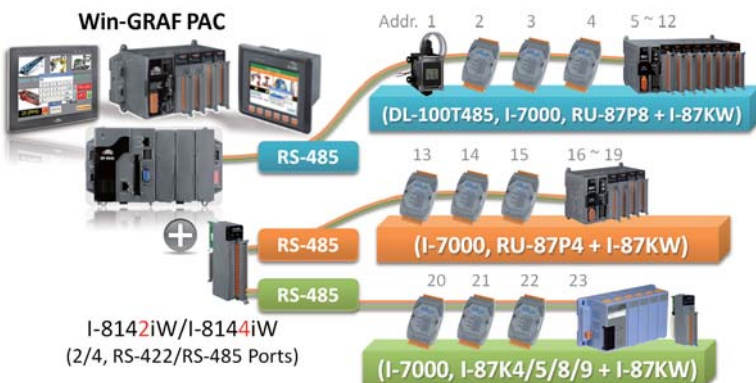 Win-GRAF PAC
Addr. 1 2 3 4 5 ~ 12
(DL-100T485, I-7000, RU-87P8 + I-87KW)
RS-485
13 14 15 16 ~ 19
RS-485
(I-7000, RU-87P4 + I-87KW)
RS-485
20 21 22 23
I-8142iW/I-8144iW
(2/4, RS-422/RS-485 Ports)
(I-7000, I-87K4/5/8/9 + I-87KW)